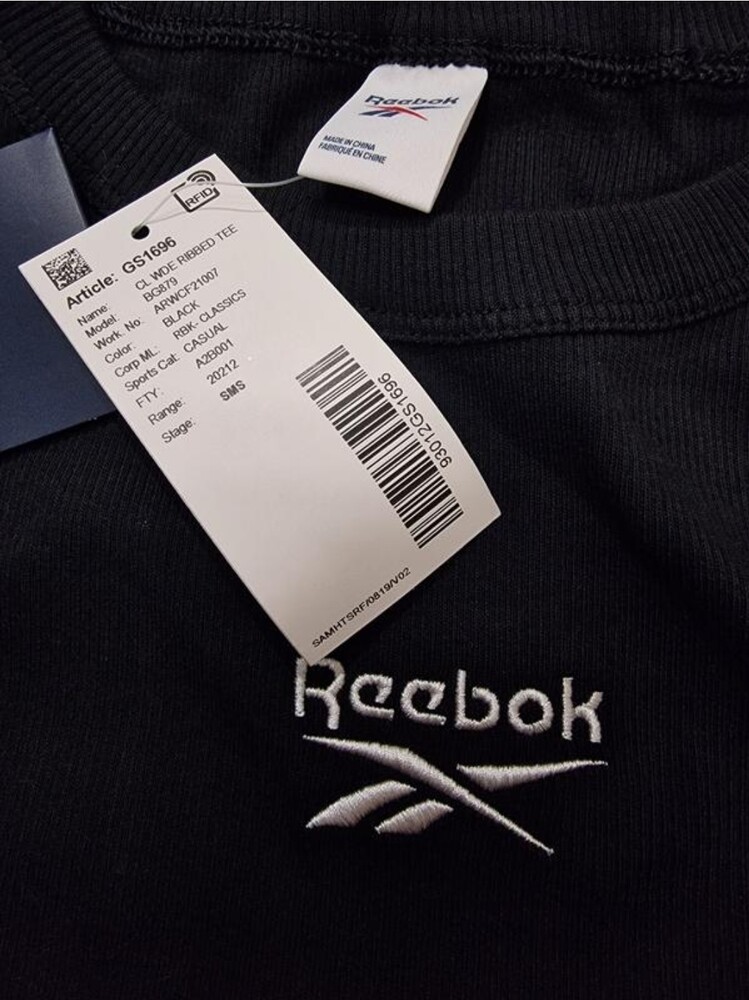 Reebok
MADE IN CHINA
FABRIQUÉ EN CHINE
RFID
Article: GS1696
Name: CL WDE RIBBED TEE
Model: BG879
Work. No: ARWCF21007
Color: BLACK
Corp ML: RBK- CLASSICS
Sports Cat: CASUAL
FTY: A2B001
Range: 20212
Stage: SMS
93012GS1696
SAMHTSRF/0819/V02
Reebok